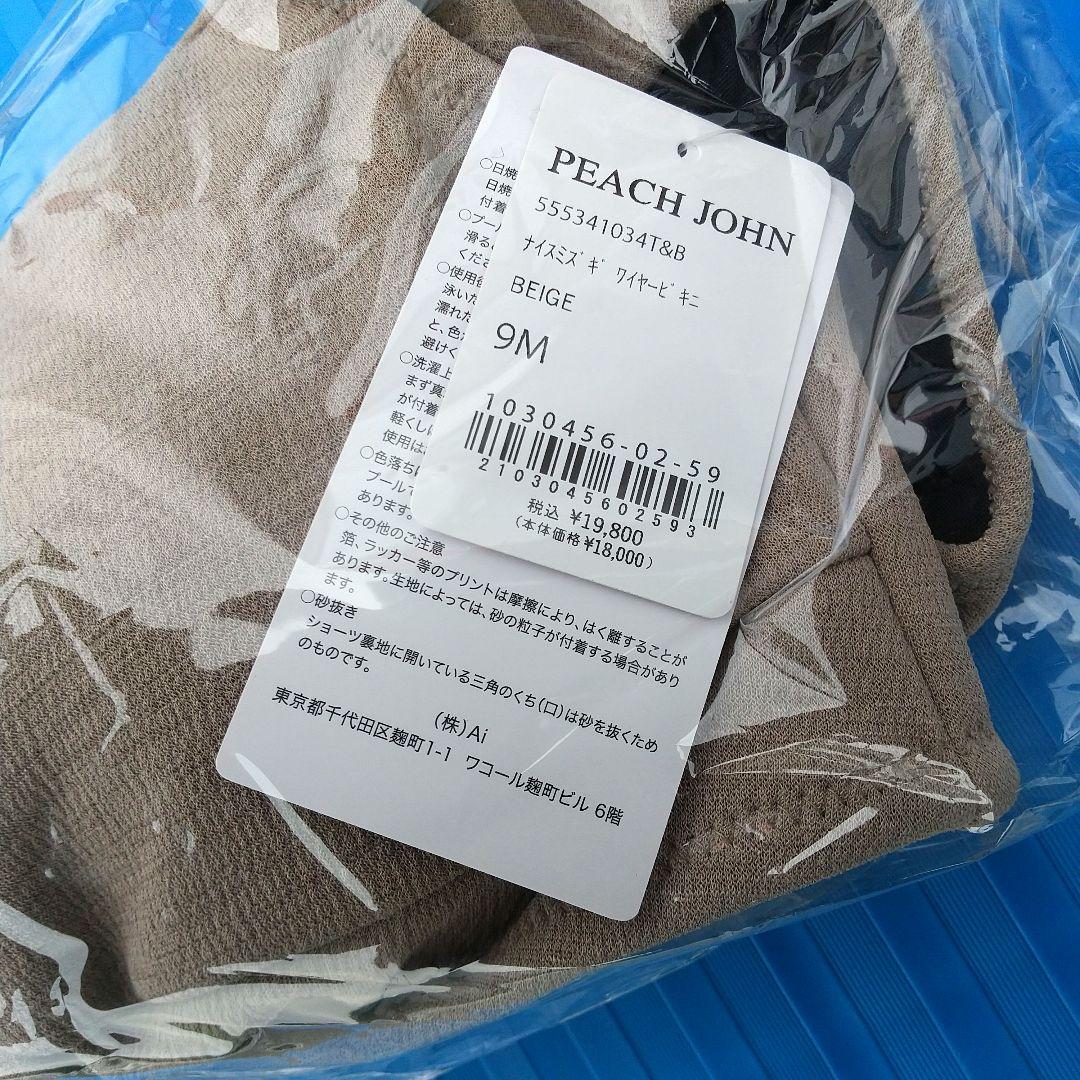 PEACH JOHN
555341034T&B
ﾅｲｽﾐｽﾞｷﾞ ﾜｲﾔｰﾋﾞｷﾆ
BEIGE
9M
1030456-02-59
2103045602593
税込 ¥19,800
(本体価格¥18,000)
○日焼
日焼
付着
○プー
滑る
くださ
○使用後
泳いだ
濡れた
と、色
避けく
○洗濯上
まず真
が付着
軽くし
使用は
○色落ち
プールで
あります。
○その他のご注意
箔、ラッカー等のプリントは摩擦により、はく離することが
あります。生地によっては、砂の粒子が付着する場合があり
ます。
○砂抜き
ショーツ裏地に開いている三角のくち(口)は砂を抜くため
のものです。
(株)Ai
東京都千代田区麹町1-1 ワコール麹町ビル 6階